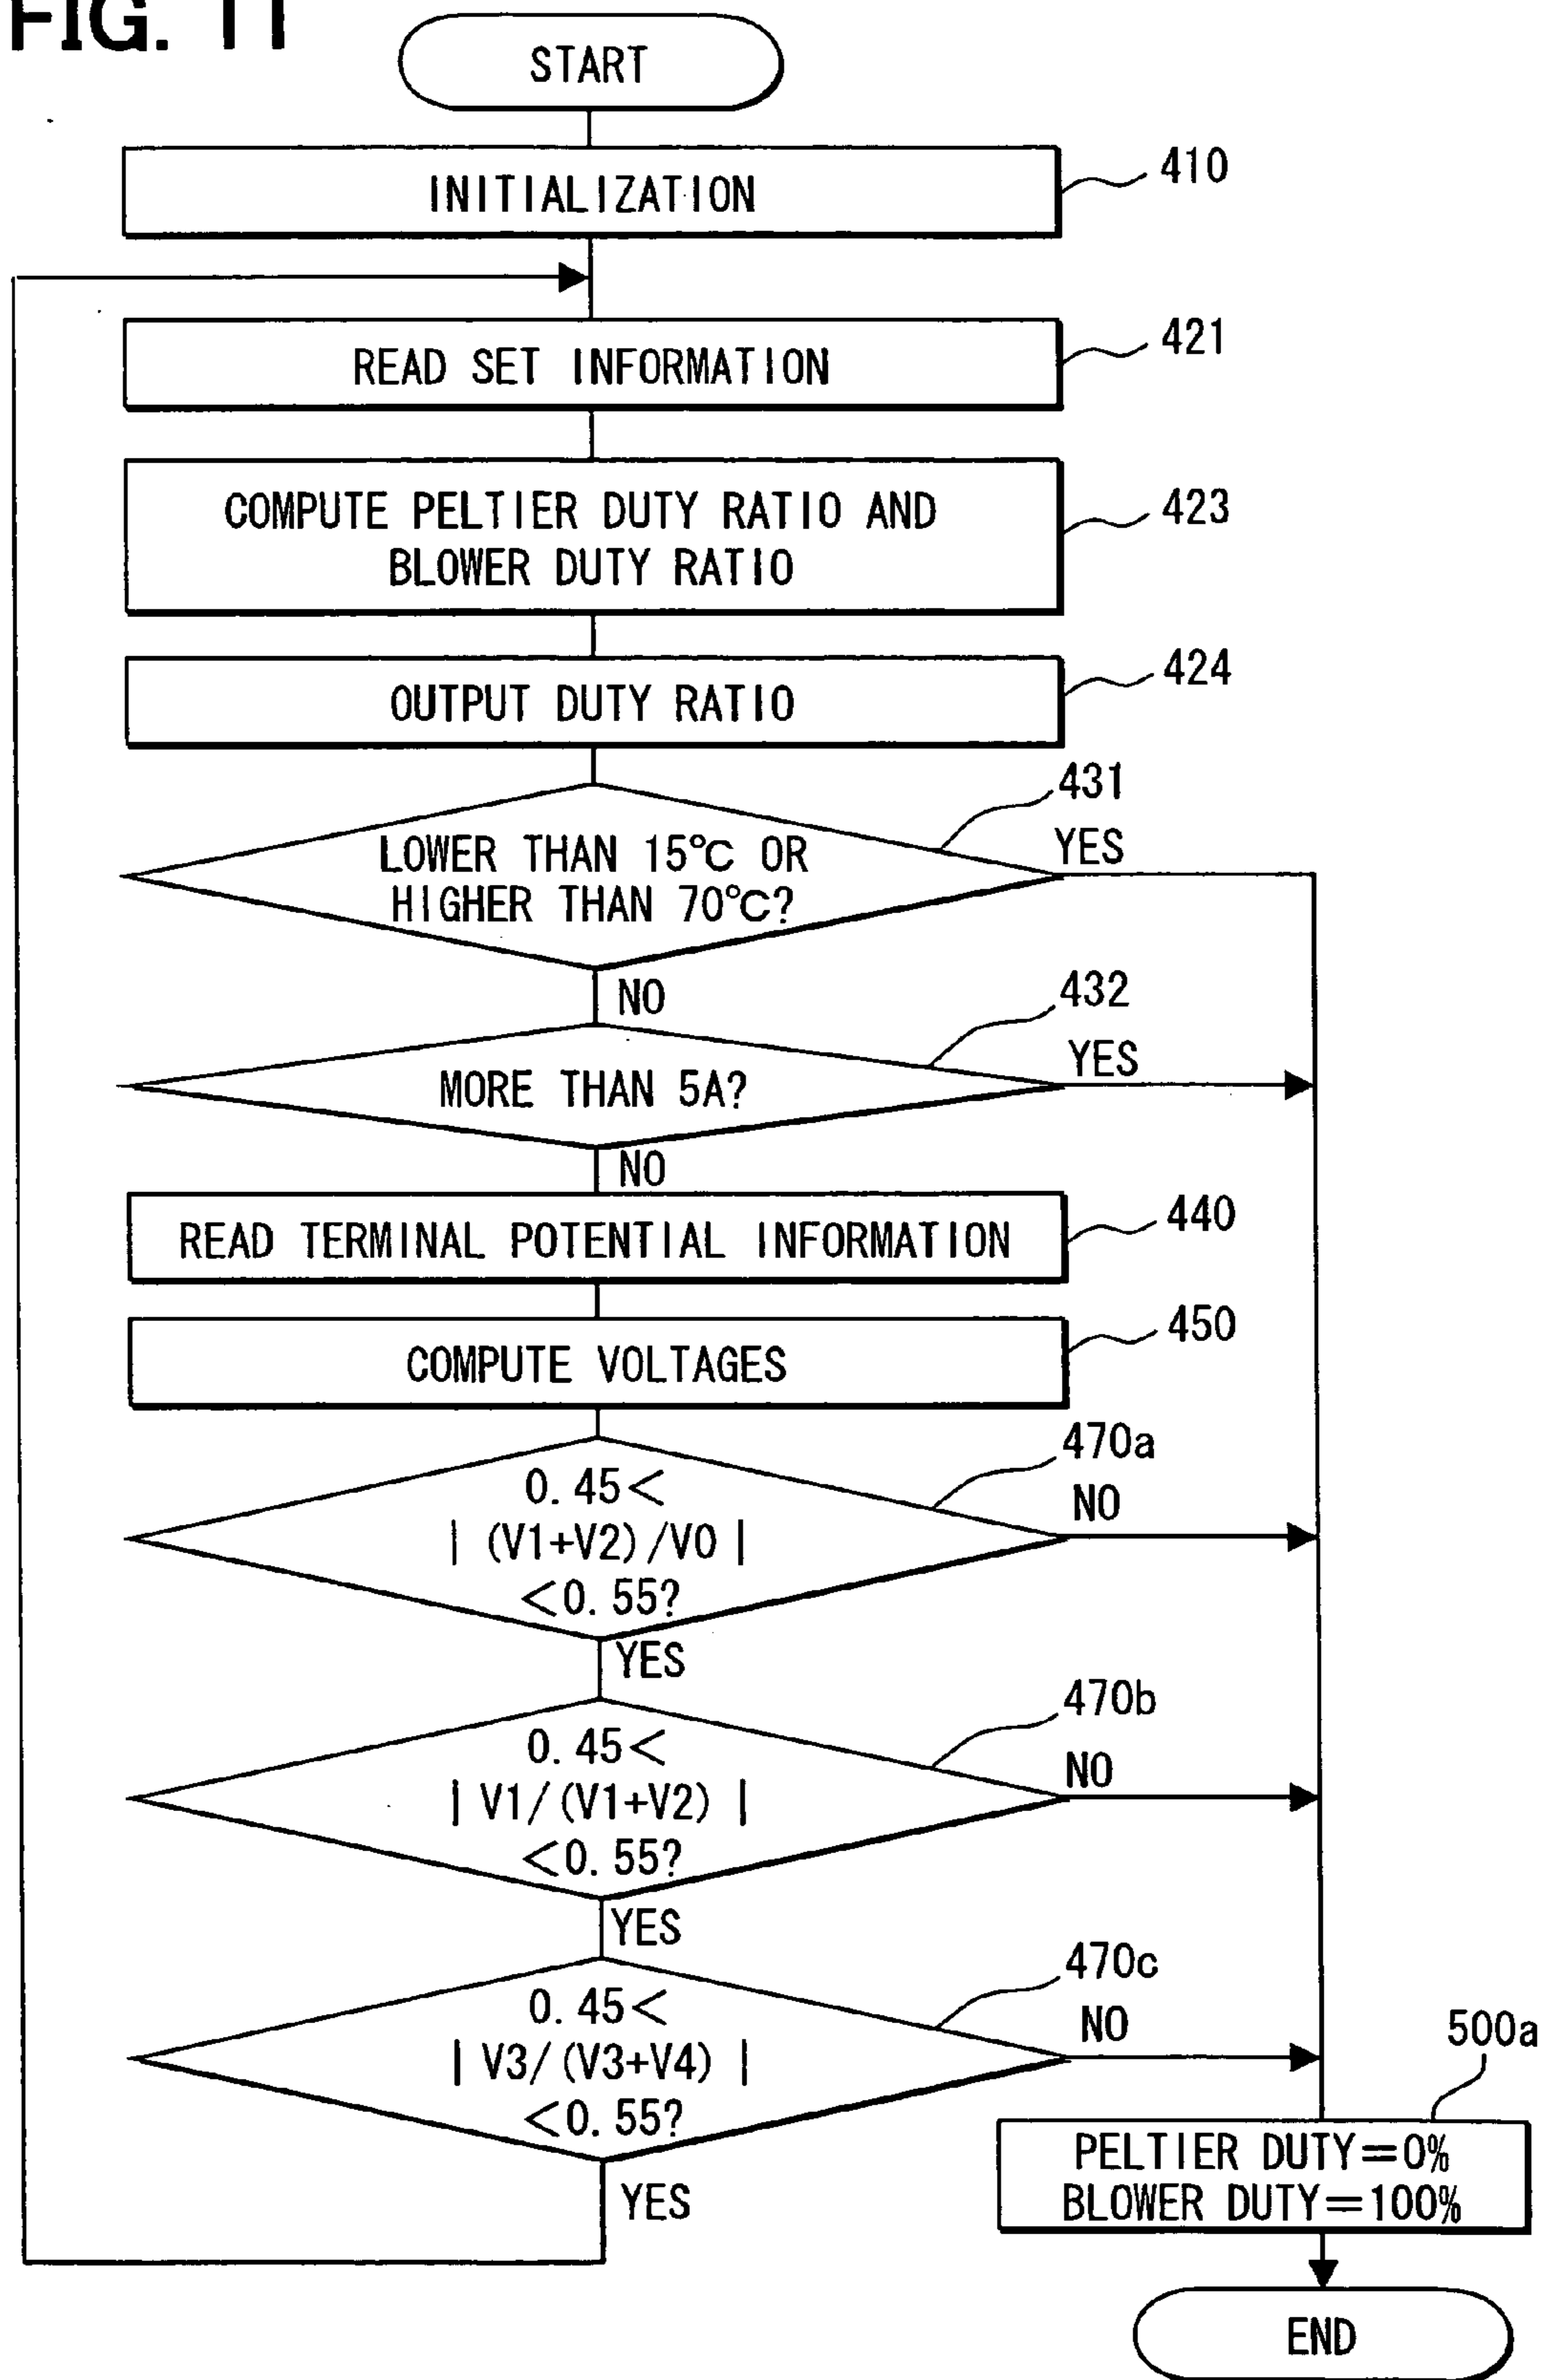 FIG. 11
START
INITIALIZATION
410
READ SET INFORMATION
421
COMPUTE PELTIER DUTY RATIO AND
BLOWER DUTY RATIO
423
OUTPUT DUTY RATIO
424
431
LOWER THAN 15℃ OR
HIGHER THAN 70℃?
YES
NO
432
MORE THAN 5A?
YES
NO
READ TERMINAL POTENTIAL INFORMATION
440
COMPUTE VOLTAGES
450
470a
0.45<
| (V1+V2)/V0 |
<0.55?
NO
YES
470b
0.45<
| V1/(V1+V2) |
<0.55?
NO
YES
470c
0.45<
| V3/(V3+V4) |
<0.55?
NO
YES
500a
PELTIER DUTY=0%
BLOWER DUTY=100%
END